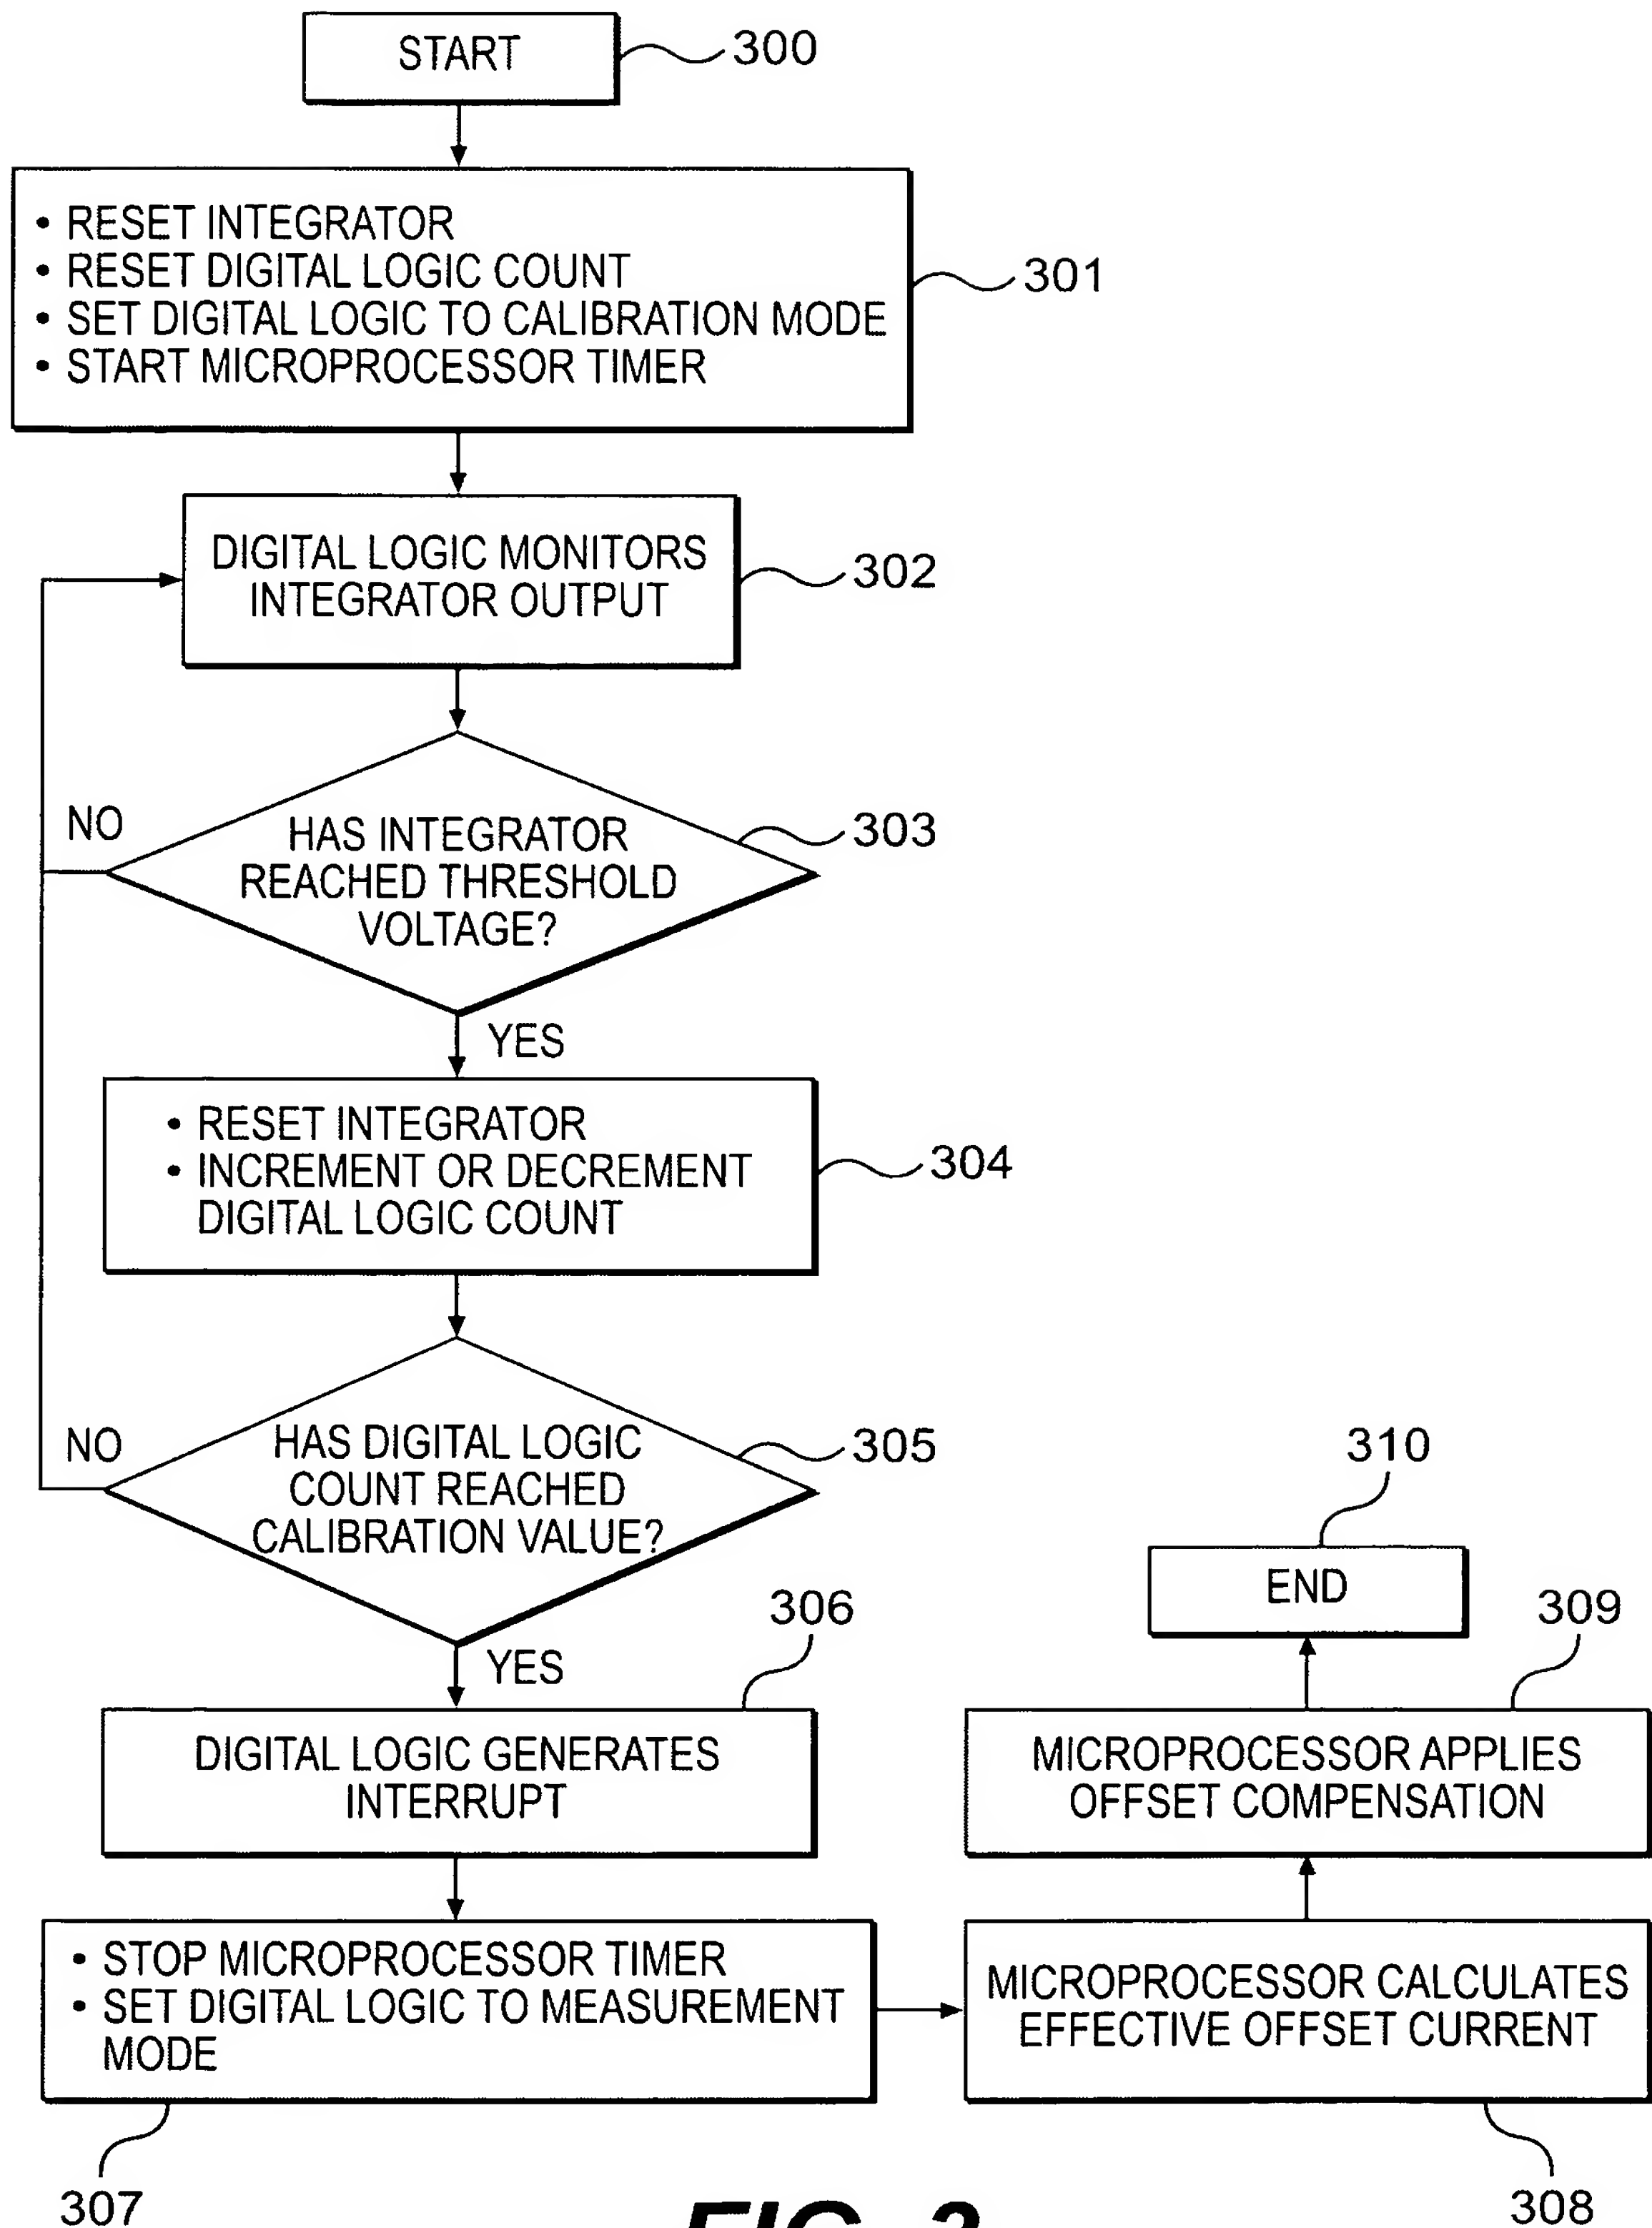 START
300
• RESET INTEGRATOR
• RESET DIGITAL LOGIC COUNT
• SET DIGITAL LOGIC TO CALIBRATION MODE
• START MICROPROCESSOR TIMER
301
DIGITAL LOGIC MONITORS
INTEGRATOR OUTPUT
302
NO
HAS INTEGRATOR
REACHED THRESHOLD
VOLTAGE?
303
YES
• RESET INTEGRATOR
• INCREMENT OR DECREMENT
DIGITAL LOGIC COUNT
304
NO
HAS DIGITAL LOGIC
COUNT REACHED
CALIBRATION VALUE?
305
YES
306
DIGITAL LOGIC GENERATES
INTERRUPT
• STOP MICROPROCESSOR TIMER
• SET DIGITAL LOGIC TO MEASUREMENT
MODE
307
MICROPROCESSOR CALCULATES
EFFECTIVE OFFSET CURRENT
308
MICROPROCESSOR APPLIES
OFFSET COMPENSATION
309
END
310
FIG.